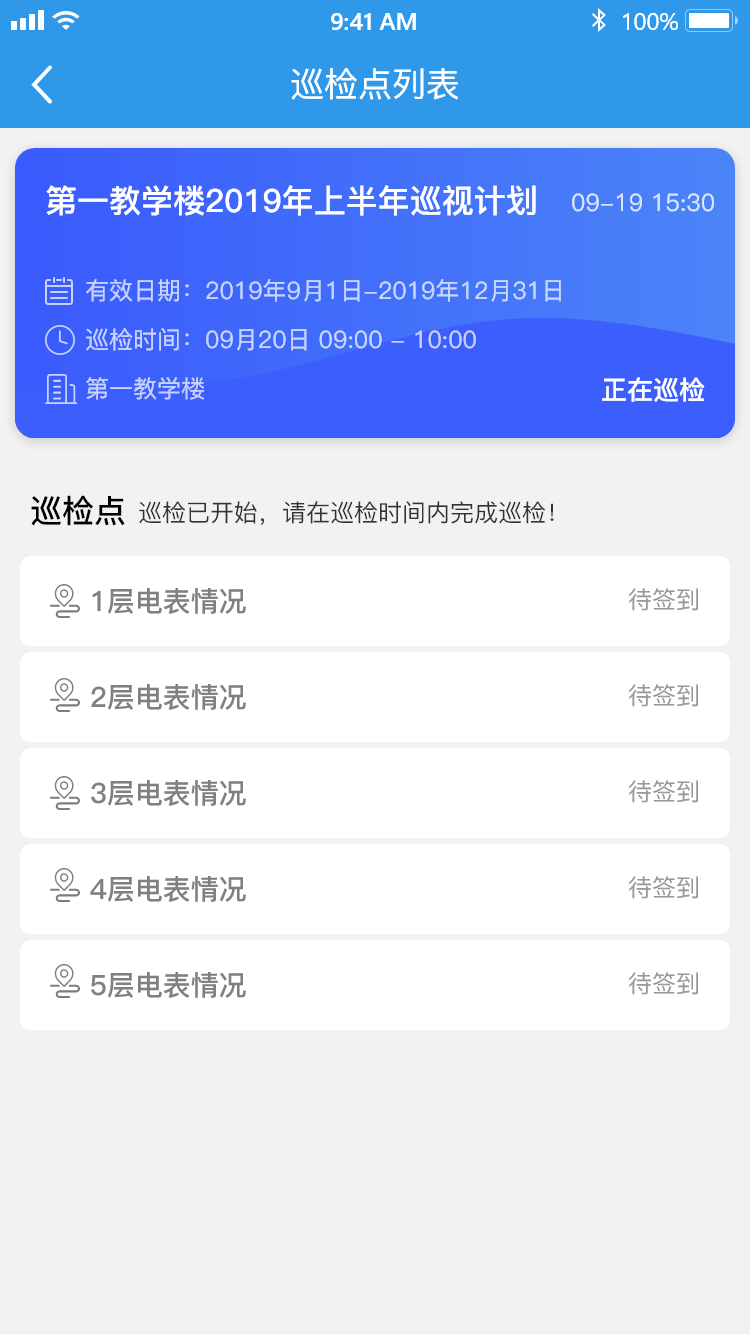 9:41 AM 100%
巡检点列表
第一教学楼2019年上半年巡视计划 09-19 15:30
有效日期：2019年9月1日-2019年12月31日
巡检时间：09月20日 09:00 - 10:00
第一教学楼 正在巡检
巡检点 巡检已开始，请在巡检时间内完成巡检！
1层电表情况 待签到
2层电表情况 待签到
3层电表情况 待签到
4层电表情况 待签到
5层电表情况 待签到